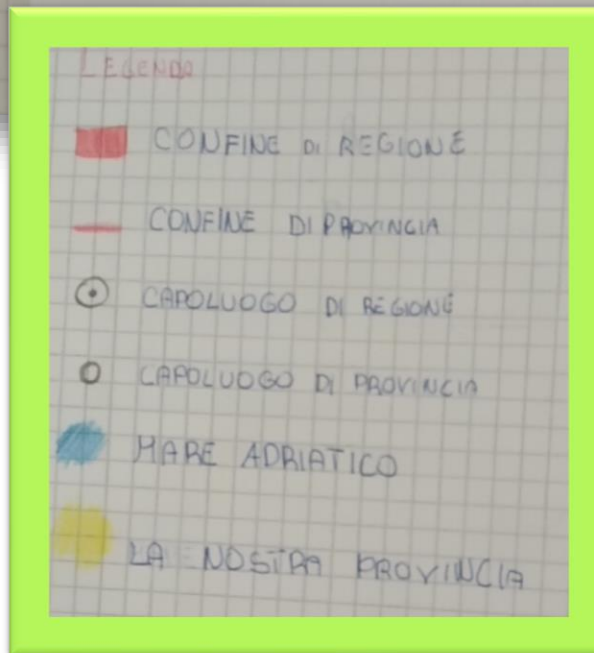 LEGENDA
CONFINE DI REGIONE
CONFINE DI PROVINCIA
CAPOLUOGO DI REGIONE
CAPOLUOGO DI PROVINCIA
MARE ADRIATICO
LA NOSTRA PROVINCIA